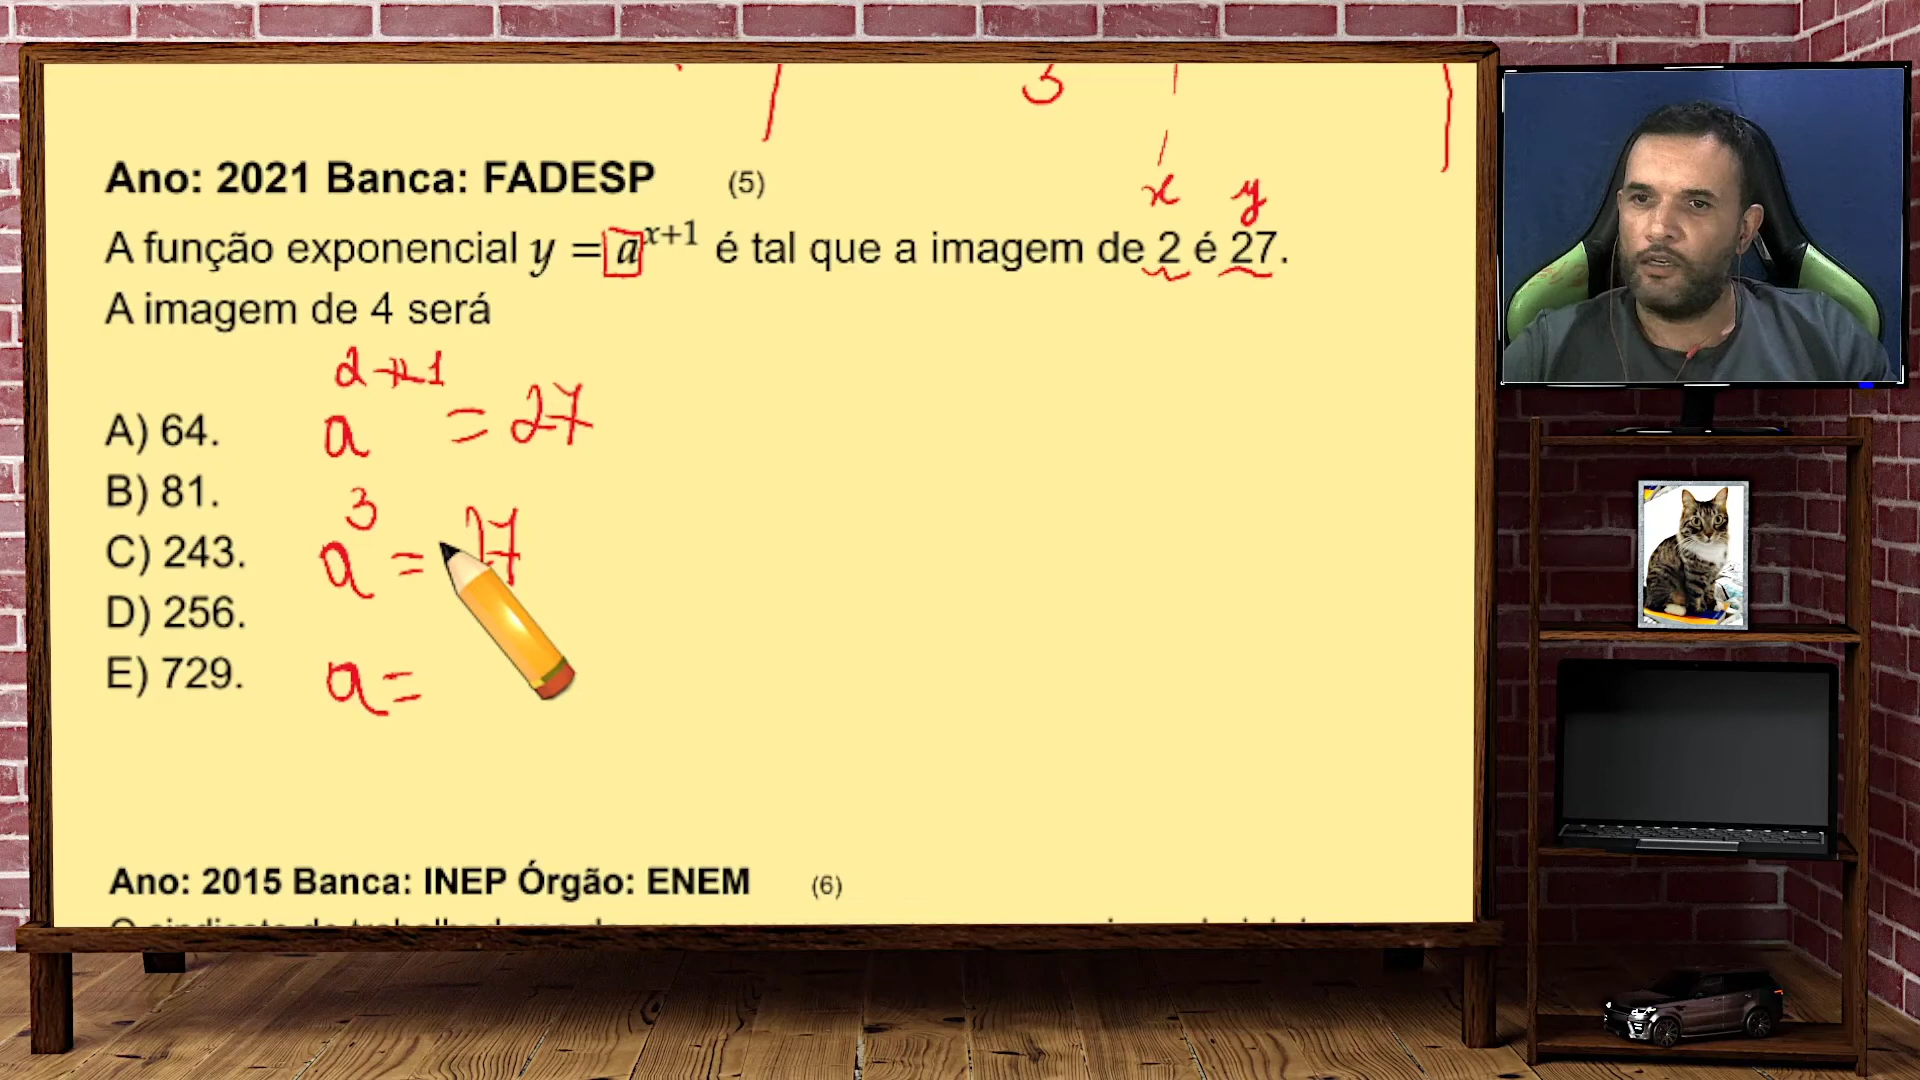 3
Ano: 2021 Banca: FADESP (5)
x y
A função exponencial y = a^{x+1} é tal que a imagem de 2 é 27.
A imagem de 4 será
2+1
A) 64. a = 27
B) 81. 3
C) 243. a = 27
D) 256.
E) 729. a =
Ano: 2015 Banca: INEP Órgão: ENEM (6)